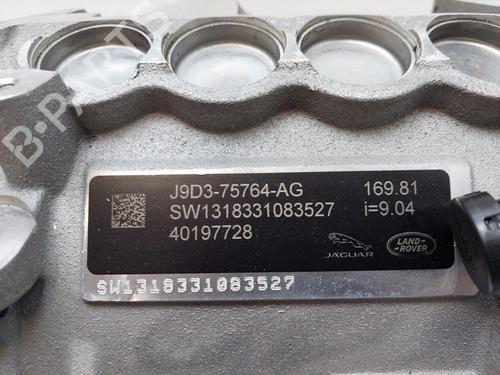 B-PARTS
J9D3-75764-AG 169.81
SW1318331083527 i=9.04
40197728
JAGUAR LAND-ROVER
SW1318331083527